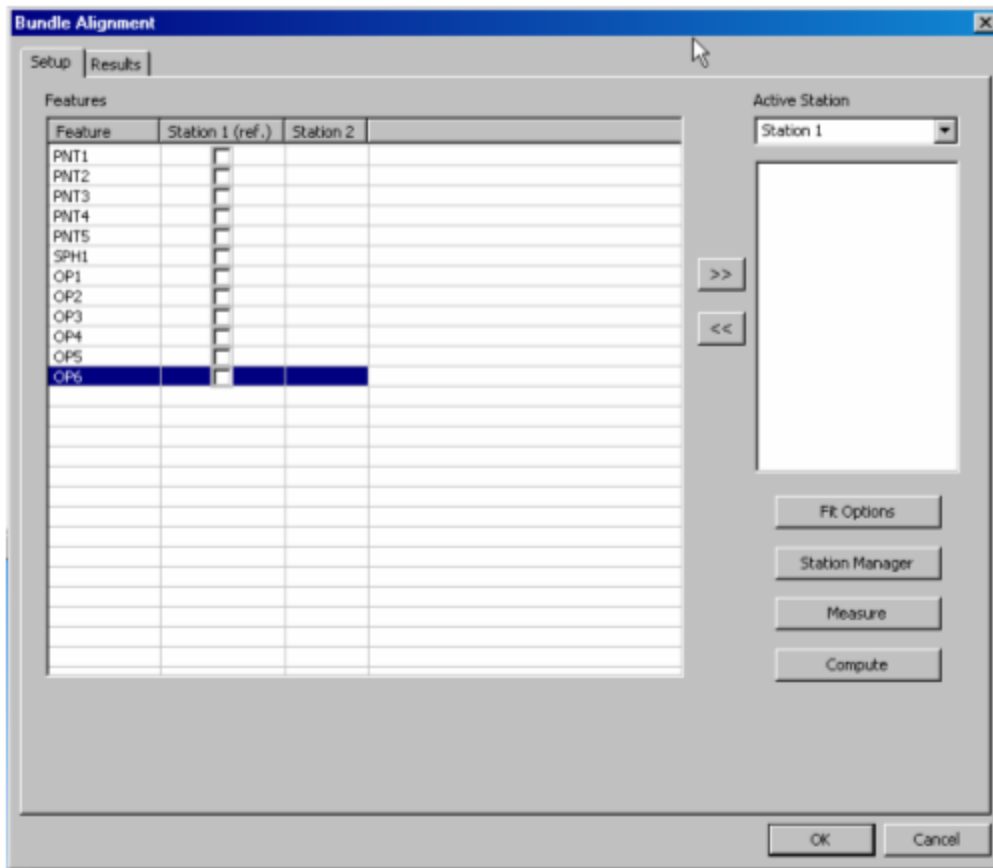 Bundle Alignment
Setup Results
Features
Feature Station 1 (ref.) Station 2
PNT1
PNT2
PNT3
PNT4
PNT5
SPH1
OP1
OP2
OP3
OP4
OP5
OP6
Active Station
Station 1
>>
<<
Fit Options
Station Manager
Measure
Compute
OK Cancel